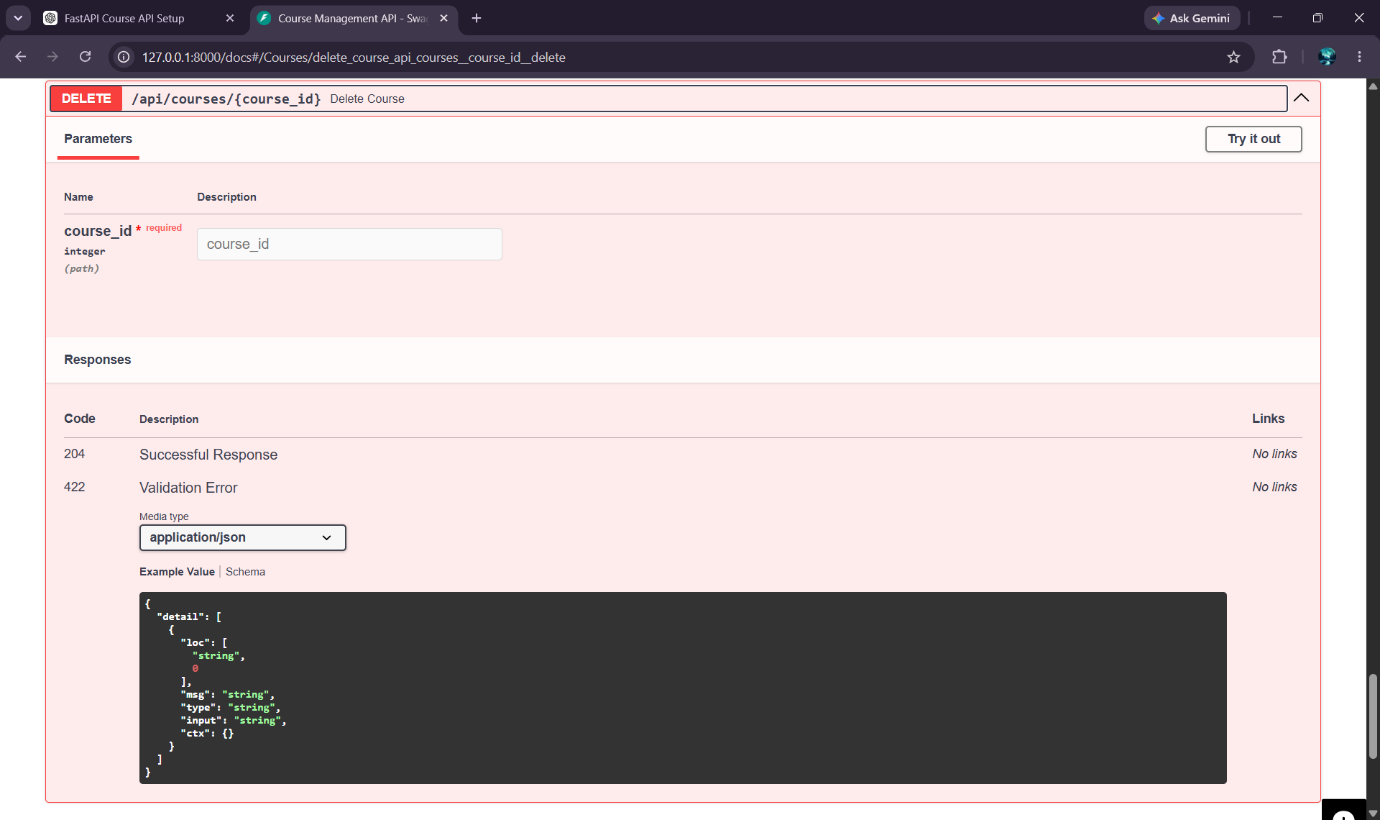 FastAPI Course API Setup
Course Management API - Swa
Ask Gemini
127.0.0.1:8000/docs#/Courses/delete_course_api_courses__course_id__delete
DELETE /api/courses/{course_id} Delete Course
Parameters
Try it out
Name Description
course_id * required
integer
(path)
course_id
Responses
Code Description Links
204 Successful Response No links
422 Validation Error No links
Media type
application/json
Example Value | Schema
{
  "detail": [
    {
      "loc": [
        "string",
        0
      ],
      "msg": "string",
      "type": "string",
      "input": "string",
      "ctx": {}
    }
  ]
}